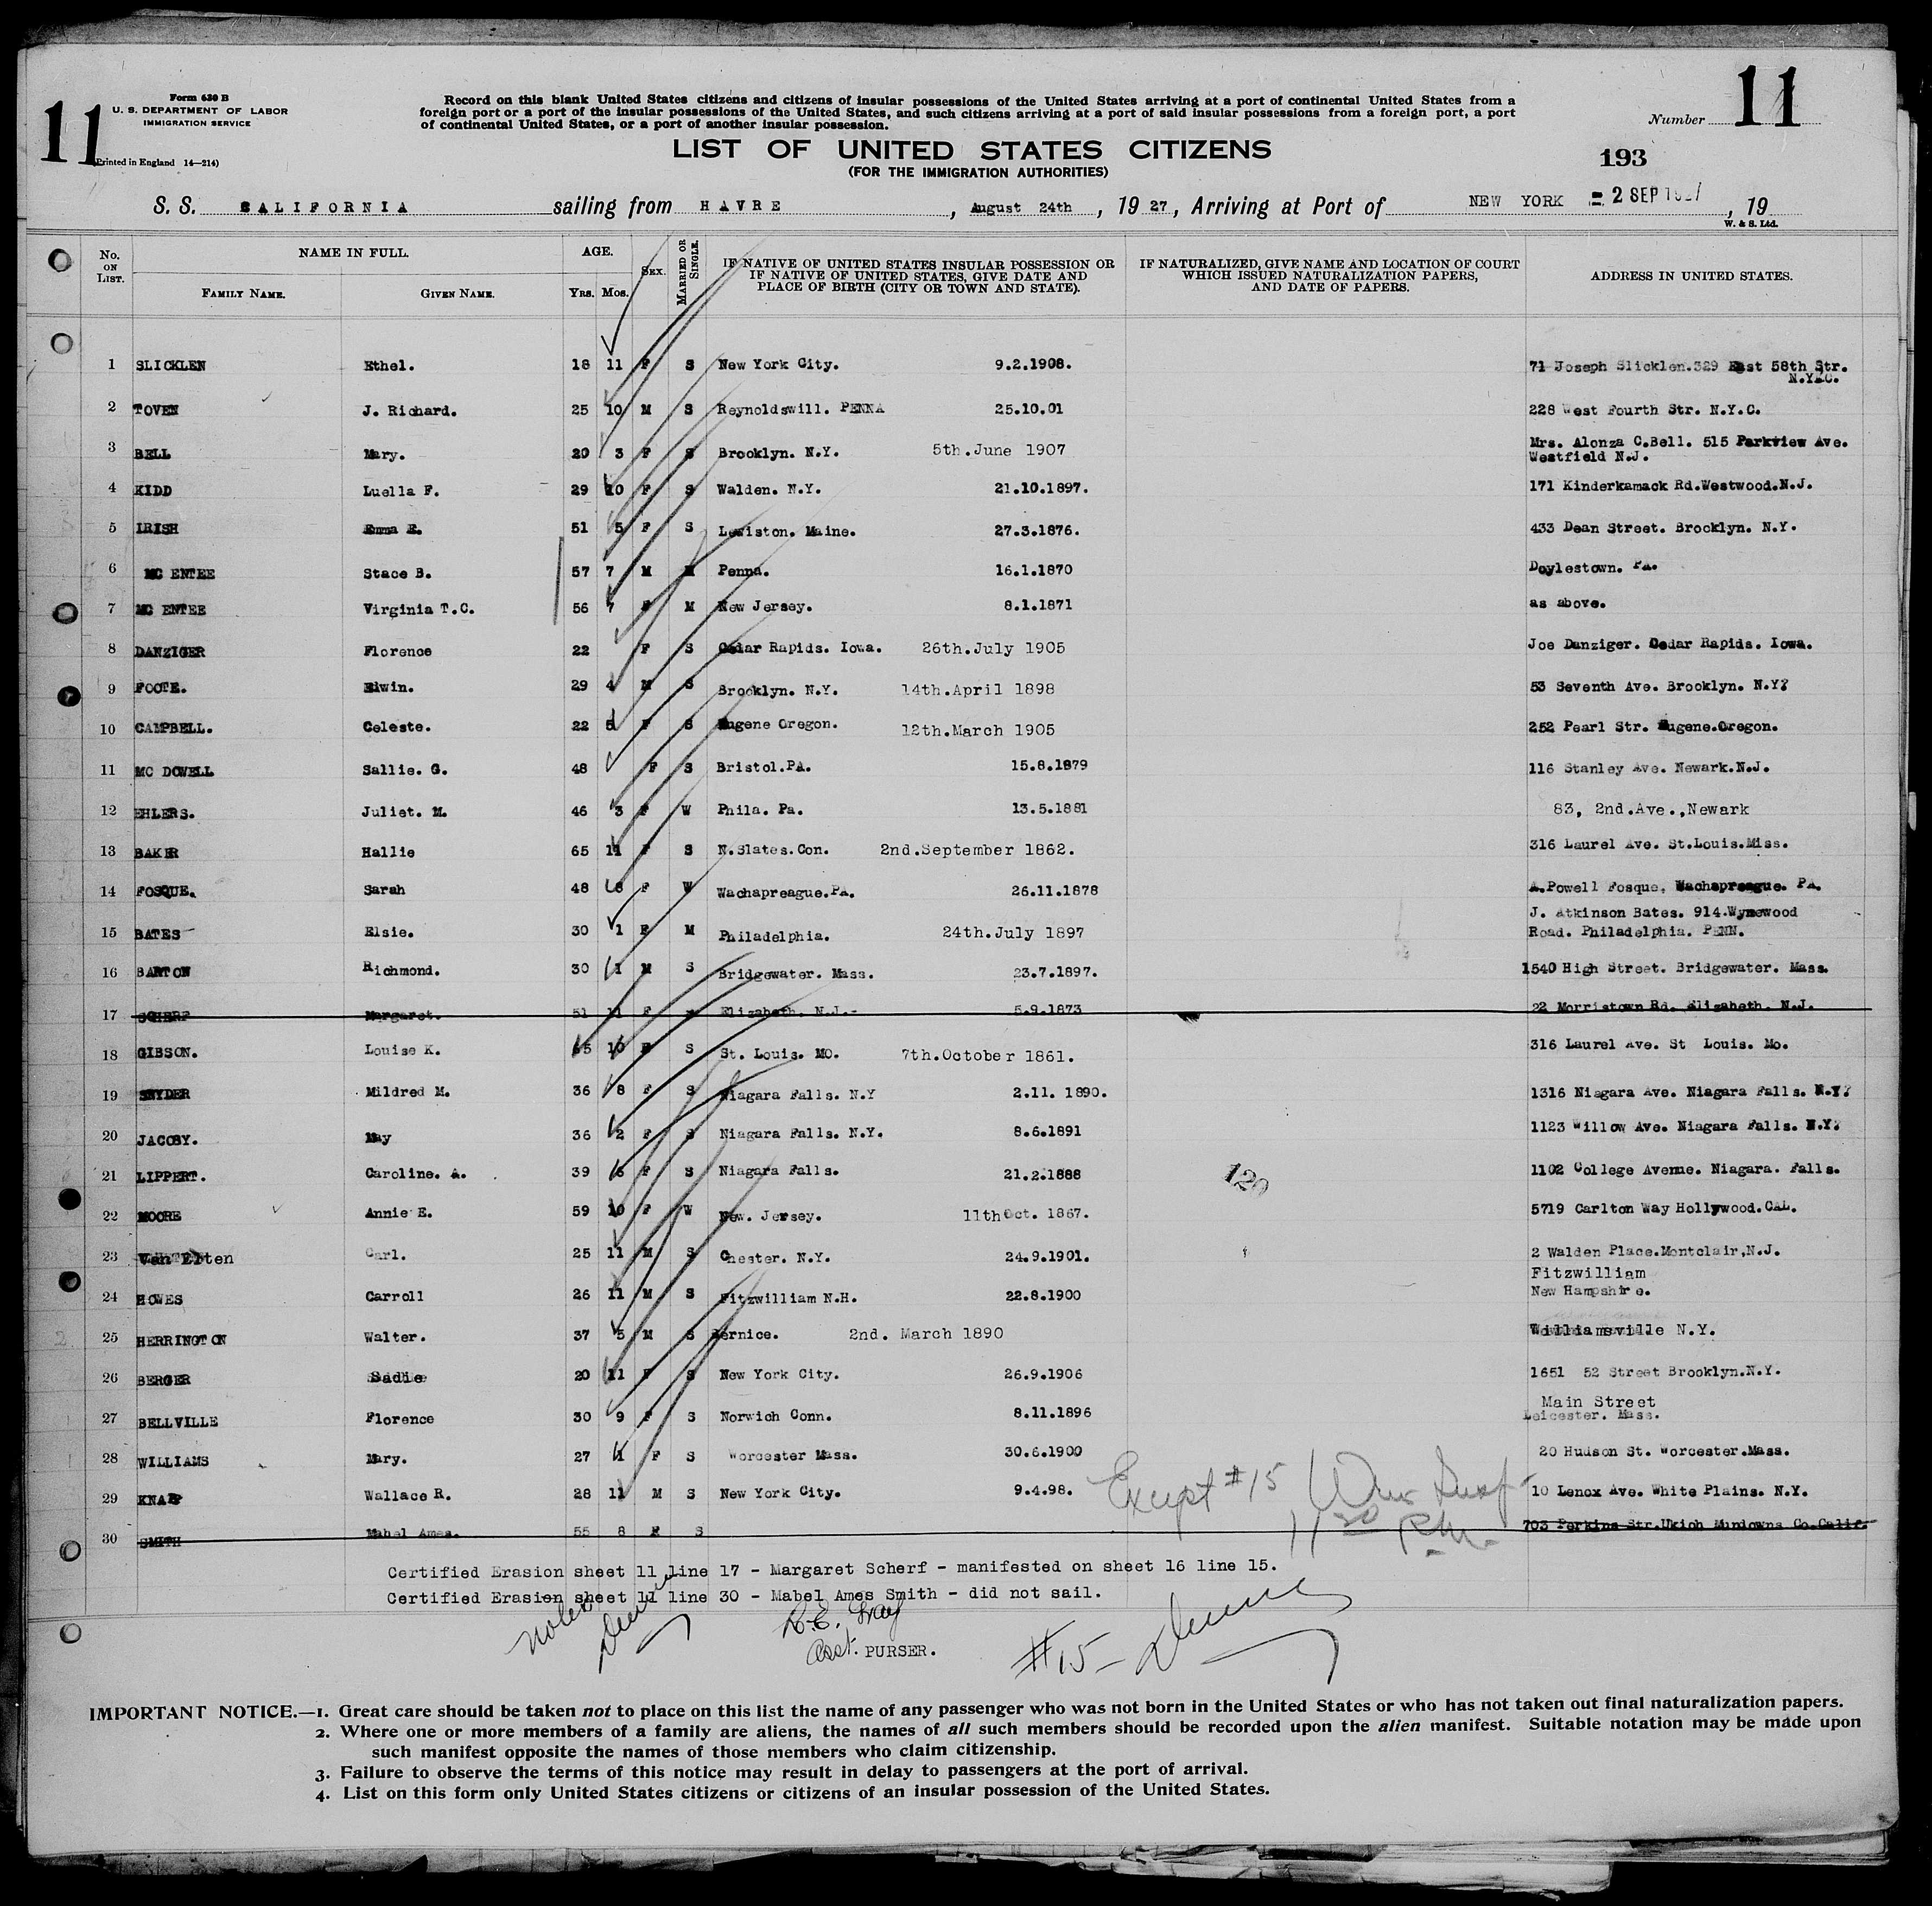 11
Form 630 B
U. S. DEPARTMENT OF LABOR
IMMIGRATION SERVICE
(Printed in England 14—214)
Record on this blank United States citizens and citizens of insular possessions of the United States arriving at a port of continental United States from a
foreign port or a port of the insular possessions of the United States, and such citizens arriving at a port of said insular possessions from a foreign port, a port
of continental United States, or a port of another insular possession.
Number 11
LIST OF UNITED STATES CITIZENS
(FOR THE IMMIGRATION AUTHORITIES)
193
S. S. CALIFORNIA sailing from HAVRE, August 24th, 1927, Arriving at Port of NEW YORK 2 SEP 1927, 19
W. & S. Ltd.
No. ON LIST. NAME IN FULL. FAMILY NAME. GIVEN NAME. AGE. YRS. MOS. SEX. MARRIED OR SINGLE. IF NATIVE OF UNITED STATES INSULAR POSSESSION OR IF NATIVE OF UNITED STATES, GIVE DATE AND PLACE OF BIRTH (CITY OR TOWN AND STATE). IF NATURALIZED, GIVE NAME AND LOCATION OF COURT WHICH ISSUED NATURALIZATION PAPERS, AND DATE OF PAPERS. ADDRESS IN UNITED STATES.
1 SLICKLEN Ethel. 18 11 F S New York City. 9.2.1908. 71 Joseph Slicklen.329 East 58th Str.
N.Y.C.
2 TOVEN J. Richard. 25 10 M S Reynoldswill. PENNA 25.10.01 228 West Fourth Str. N.Y.C.
3 BELL Mary. 20 3 F S Brooklyn. N.Y. 5th.June 1907 Mrs. Alonza C.Bell. 515 Parkview Ave.
Westfield N.J.
4 KIDD Luella F. 29 10 F S Walden. N.Y. 21.10.1897. 171 Kinderkamack Rd.Westwood.N.J.
5 IRISH Emma E. 51 5 F S Lewiston. Maine. 27.3.1876. 433 Dean Street. Brooklyn. N.Y.
6 MC ENTEE Stace B. 57 7 M M Penna. 16.1.1870 Doylestown. PA.
7 MC ENTEE Virginia T.C. 56 7 F M New Jersey. 8.1.1871 as above.
8 DANZIGER Florence 22 F S Cedar Rapids. Iowa. 26th.July 1905 Joe Danziger. Cedar Rapids. Iowa.
9 FOOTE. Edwin. 29 4 M S Brooklyn. N.Y. 14th.April 1898 53 Seventh Ave. Brooklyn. N.Y?
10 CAMPBELL. Celeste. 22 5 F S Eugene Oregon. 12th.March 1905 252 Pearl Str. Eugene.Oregon.
11 MC DOWELL Sallie. G. 48 F S Bristol.PA. 15.8.1879 116 Stanley Ave. Newark.N.J.
12 EHLERS. Juliet. M. 46 3 F W Phila. Pa. 13.5.1881 83, 2nd.Ave.,Newark
13 BAKER Hallie 65 11 F S N.Slates.Con. 2nd.September 1862. 316 Laurel Ave. St.Louis.Miss.
14 FOSQUE. Sarah 48 8 F W Wachapreague.PA. 26.11.1878 A.Powell Fosque, Wachapreague. PA.
15 BATES Elsie. 30 1 F M Philadelphia. 24th.July 1897 J. Atkinson Bates. 914.Wynewood
Road. Philadelphia. PENN.
16 BARTON Richmond. 30 1 M S Bridgewater. Mass. 23.7.1897. 1540 High Street. Bridgewater. Mass.
17 SCHERF Margaret. 51 11 F Elizabeth. N.J. 5.9.1873 22 Morristown Rd. Elizabeth. N.J.
18 GIBSON. Louise K. 65 10 F S St. Louis. MO. 7th.October 1861. 316 Laurel Ave. St Louis. Mo.
19 SNYDER Mildred M. 36 8 F S Niagara Falls. N.Y 2.11. 1890. 1316 Niagara Ave. Niagara Falls. N.Y?
20 JACOBY. May 36 2 F S Niagara Falls. N.Y. 8.6.1891 1123 Willow Ave. Niagara Falls. N.Y?
21 LIPPERT. Caroline. A. 39 6 F S Niagara Falls. 21.2.1888 120 1102 College Avenue. Niagara. Falls.
22 MOORE Annie E. 59 10 F W New. Jersey. 11th Oct. 1867. 5719 Carlton Way Hollywood.CAL.
23 Van Etten Carl. 25 11 M S Chester. N.Y. 24.9.1901. 2 Walden Place.Montclair,N.J.
24 HOWES Carroll 26 11 M S Fitzwilliam N.H. 22.8.1900 Fitzwilliam
New Hampshire.
25 HERRINGTON Walter. 37 5 M S Bernice. 2nd. March 1890 Williamsville N.Y.
26 BERGER Sadie 20 11 F S New York City. 26.9.1906 1651 52 Street Brooklyn.N.Y.
27 BELLVILLE Florence 30 9 F S Norwich Conn. 8.11.1896 Main Street
Leicester. Mass.
28 WILLIAMS Mary. 27 1 F S Worcester Mass. 30.6.1900 20 Hudson St. Worcester.Mass.
29 KNAPP Wallace R. 28 11 M S New York City. 9.4.98. Except #15 10 Lenox Ave. White Plains. N.Y.
30 SMITH Mabel Ames. 55 8 F S 703 Perkins Str.Ukioh Mundowns Co.Calif.
Certified Erasion sheet 11 line 17 - Margaret Scherf - manifested on sheet 16 line 15.
Certified Erasion sheet 11 line 30 - Mabel Ames Smith - did not sail.
Asst. PURSER.
#15-
IMPORTANT NOTICE.—1. Great care should be taken not to place on this list the name of any passenger who was not born in the United States or who has not taken out final naturalization papers.
2. Where one or more members of a family are aliens, the names of all such members should be recorded upon the alien manifest. Suitable notation may be made upon
such manifest opposite the names of those members who claim citizenship.
3. Failure to observe the terms of this notice may result in delay to passengers at the port of arrival.
4. List on this form only United States citizens or citizens of an insular possession of the United States.